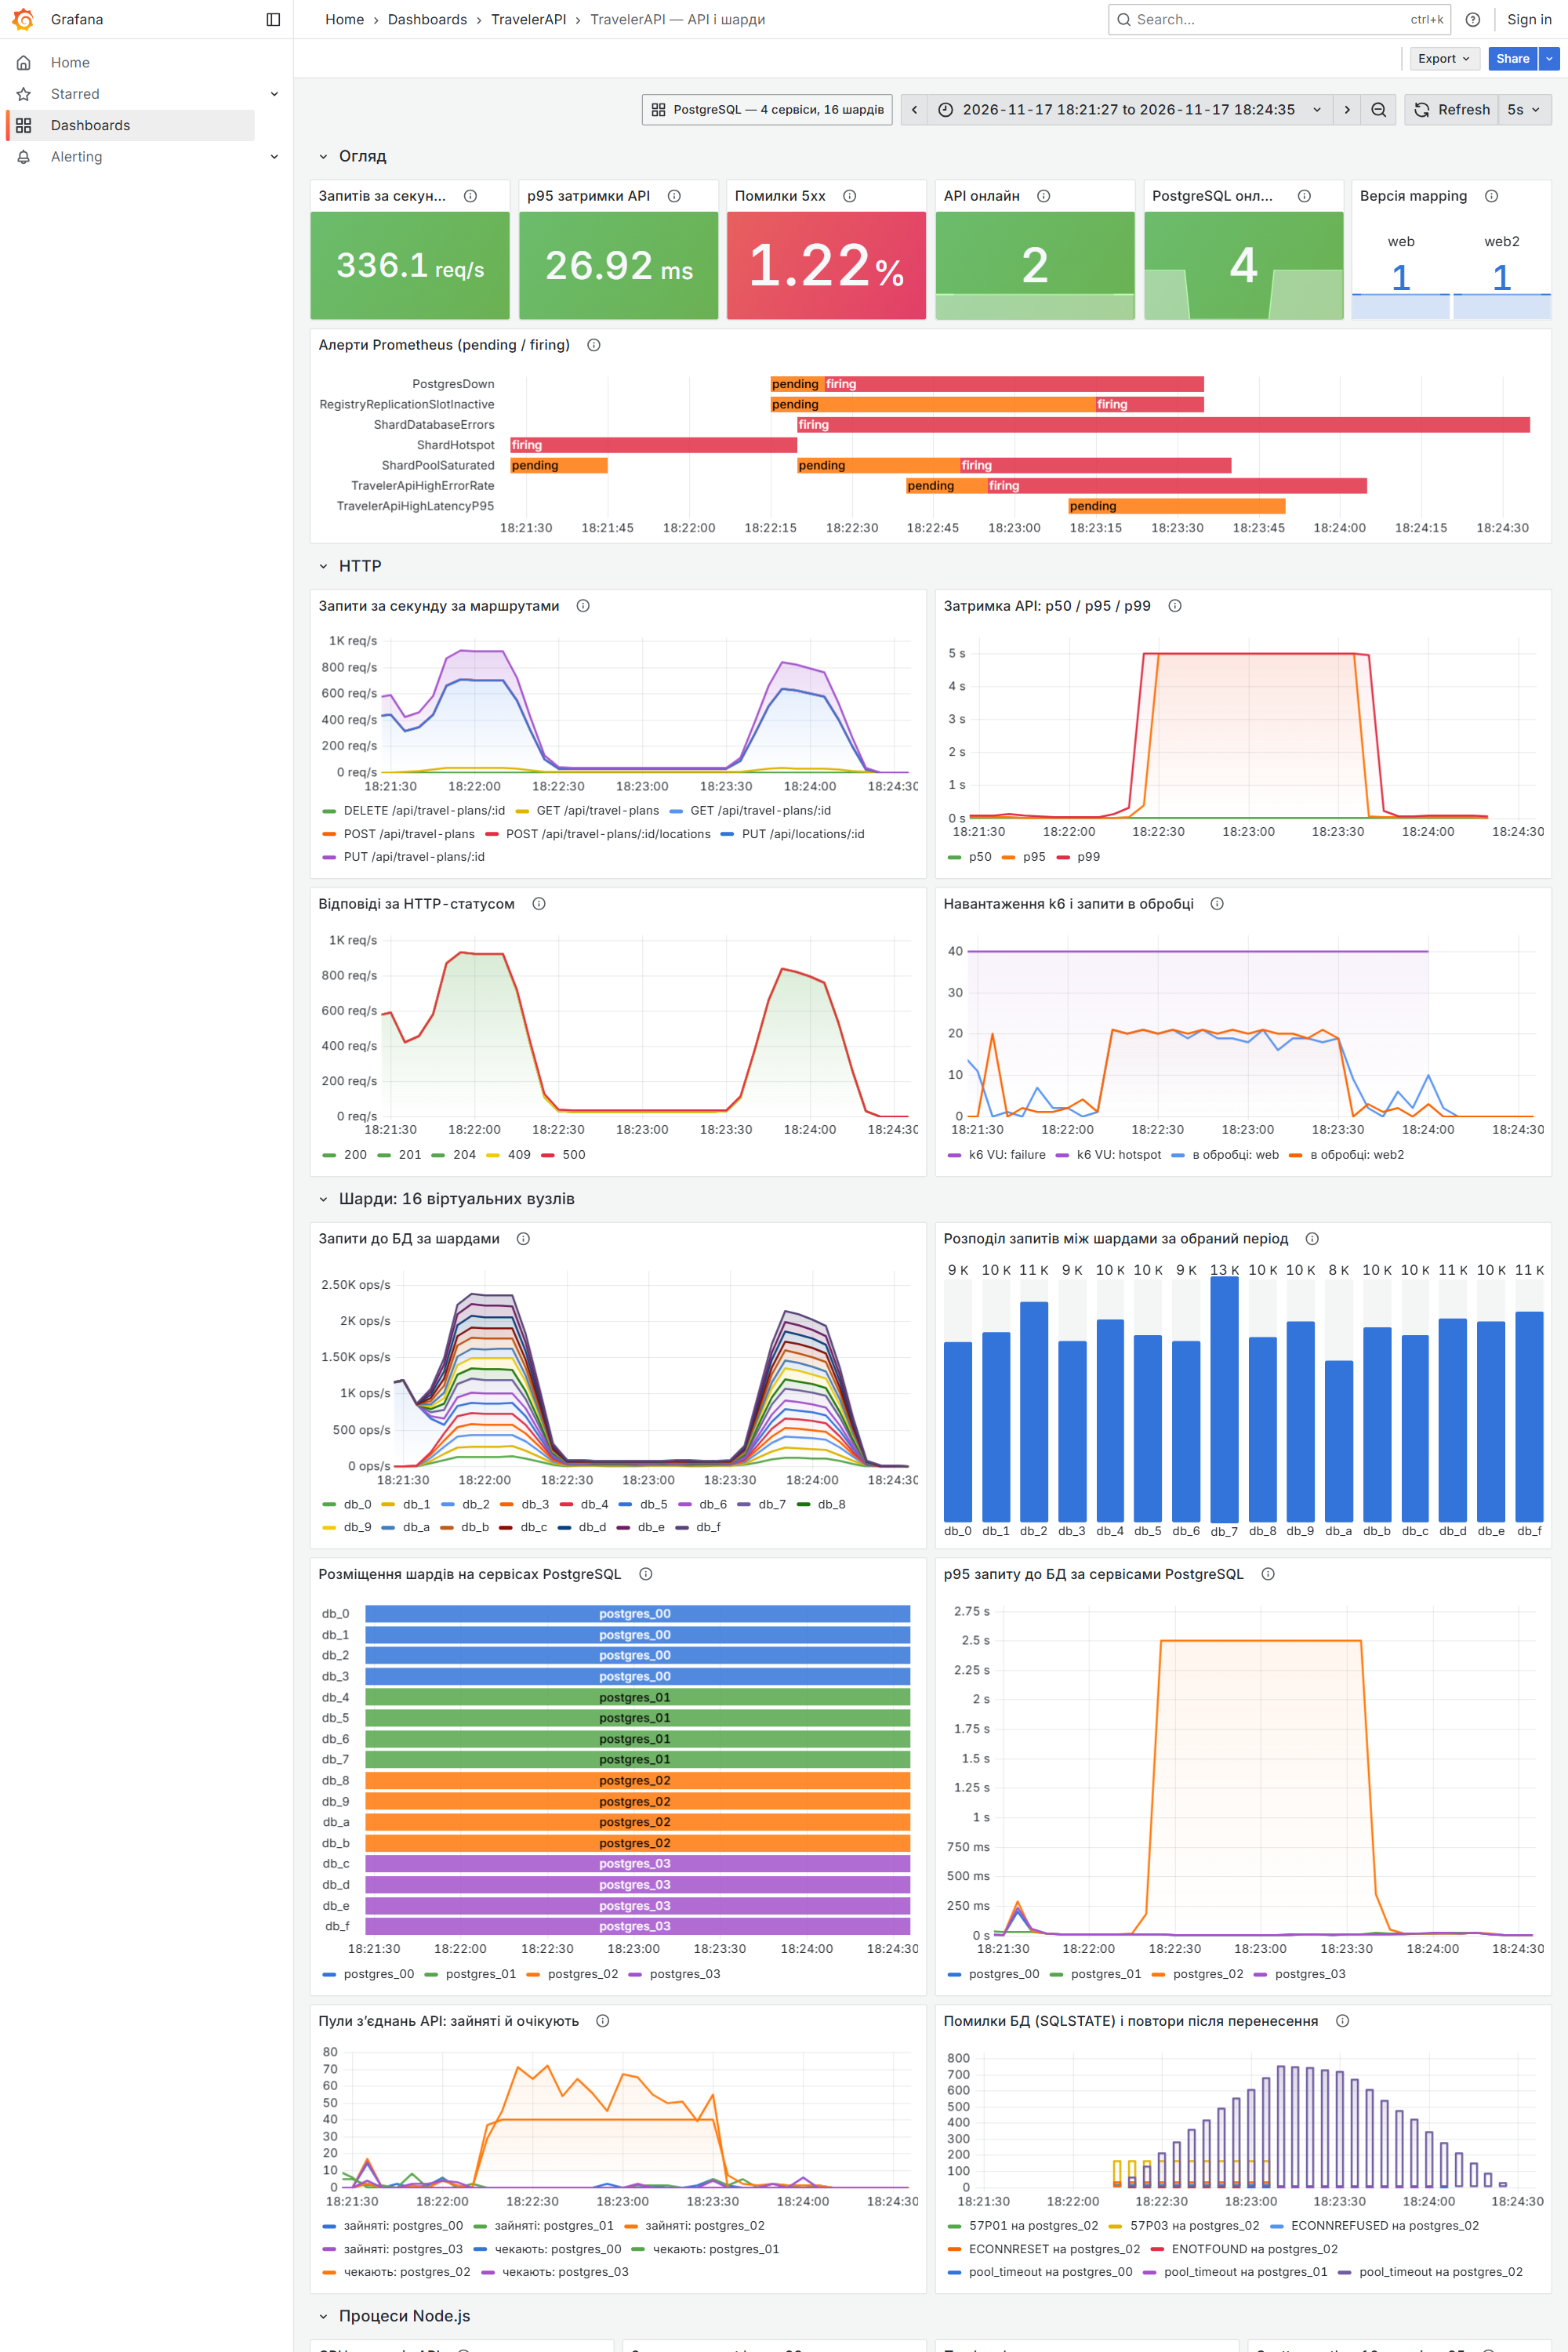 Grafana
Home › Dashboards › TravelerAPI › TravelerAPI — API і шарди
Search...
ctrl+k
Sign in
Home
Starred
Dashboards
Alerting
Export
Share
PostgreSQL — 4 сервіси, 16 шардів
2026-11-17 18:21:27 to 2026-11-17 18:24:35
Refresh
5s
Огляд
Запитів за секун...
p95 затримки API
Помилки 5xx
API онлайн
PostgreSQL онл...
Версія mapping
336.1 req/s
26.92 ms
1.22%
2
4
web
web2
1
1
Алерти Prometheus (pending / firing)
PostgresDown
pending
firing
RegistryReplicationSlotInactive
pending
firing
ShardDatabaseErrors
firing
ShardHotspot
firing
ShardPoolSaturated
pending
pending
firing
TravelerApiHighErrorRate
pending
firing
TravelerApiHighLatencyP95
pending
18:21:30 18:21:45 18:22:00 18:22:15 18:22:30 18:22:45 18:23:00 18:23:15 18:23:30 18:23:45 18:24:00 18:24:15 18:24:30
HTTP
Запити за секунду за маршрутами
1K req/s
800 req/s
600 req/s
400 req/s
200 req/s
0 req/s
18:21:30 18:22:00 18:22:30 18:23:00 18:23:30 18:24:00 18:24:30
DELETE /api/travel-plans/:id GET /api/travel-plans GET /api/travel-plans/:id
POST /api/travel-plans POST /api/travel-plans/:id/locations PUT /api/locations/:id
PUT /api/travel-plans/:id
Затримка API: p50 / p95 / p99
5 s
4 s
3 s
2 s
1 s
0 s
18:21:30 18:22:00 18:22:30 18:23:00 18:23:30 18:24:00 18:24:30
p50 p95 p99
Відповіді за HTTP-статусом
1K req/s
800 req/s
600 req/s
400 req/s
200 req/s
0 req/s
18:21:30 18:22:00 18:22:30 18:23:00 18:23:30 18:24:00 18:24:30
200 201 204 409 500
Навантаження k6 і запити в обробці
40
30
20
10
0
18:21:30 18:22:00 18:22:30 18:23:00 18:23:30 18:24:00 18:24:30
k6 VU: failure k6 VU: hotspot в обробці: web в обробці: web2
Шарди: 16 віртуальних вузлів
Запити до БД за шардами
2.50K ops/s
2K ops/s
1.50K ops/s
1K ops/s
500 ops/s
0 ops/s
18:21:30 18:22:00 18:22:30 18:23:00 18:23:30 18:24:00 18:24:30
db_0 db_1 db_2 db_3 db_4 db_5 db_6 db_7 db_8
db_9 db_a db_b db_c db_d db_e db_f
Розподіл запитів між шардами за обраний період
9 K 10 K 11 K 9 K 10 K 10 K 9 K 13 K 10 K 10 K 8 K 10 K 10 K 11 K 10 K 11 K
db_0 db_1 db_2 db_3 db_4 db_5 db_6 db_7 db_8 db_9 db_a db_b db_c db_d db_e db_f
Розміщення шардів на сервісах PostgreSQL
db_0 postgres_00
db_1 postgres_00
db_2 postgres_00
db_3 postgres_00
db_4 postgres_01
db_5 postgres_01
db_6 postgres_01
db_7 postgres_01
db_8 postgres_02
db_9 postgres_02
db_a postgres_02
db_b postgres_02
db_c postgres_03
db_d postgres_03
db_e postgres_03
db_f postgres_03
18:21:30 18:22:00 18:22:30 18:23:00 18:23:30 18:24:00 18:24:30
postgres_00 postgres_01 postgres_02 postgres_03
p95 запиту до БД за сервісами PostgreSQL
2.75 s
2.5 s
2.25 s
2 s
1.75 s
1.5 s
1.25 s
1 s
750 ms
500 ms
250 ms
0 s
18:21:30 18:22:00 18:22:30 18:23:00 18:23:30 18:24:00 18:24:30
postgres_00 postgres_01 postgres_02 postgres_03
Пули з’єднань API: зайняті й очікують
80
70
60
50
40
30
20
10
0
18:21:30 18:22:00 18:22:30 18:23:00 18:23:30 18:24:00 18:24:30
зайняті: postgres_00 зайняті: postgres_01 зайняті: postgres_02
зайняті: postgres_03 чекають: postgres_00 чекають: postgres_01
чекають: postgres_02 чекають: postgres_03
Помилки БД (SQLSTATE) і повтори після перенесення
800
700
600
500
400
300
200
100
0
18:21:30 18:22:00 18:22:30 18:23:00 18:23:30 18:24:00 18:24:30
57P01 на postgres_02 57P03 на postgres_02 ECONNREFUSED на postgres_02
ECONNRESET на postgres_02 ENOTFOUND на postgres_02
pool_timeout на postgres_00 pool_timeout на postgres_01 pool_timeout на postgres_02
Процеси Node.js